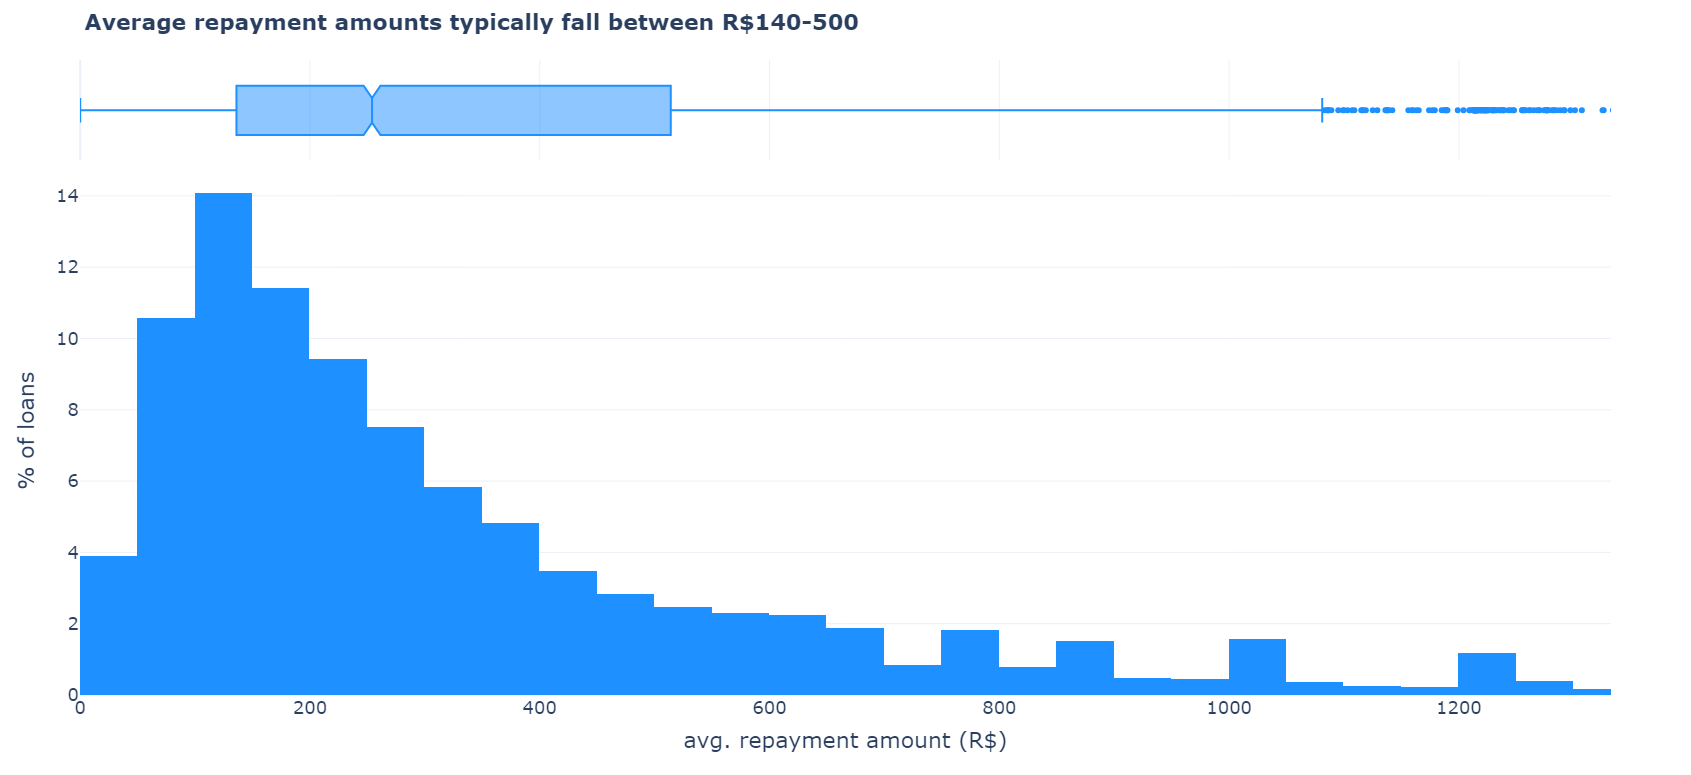 Average repayment amounts typically fall between R$140-500
14
12
10
8
6
4
2
0
% of loans
0 200 400 600 800 1000 1200
avg. repayment amount (R$)